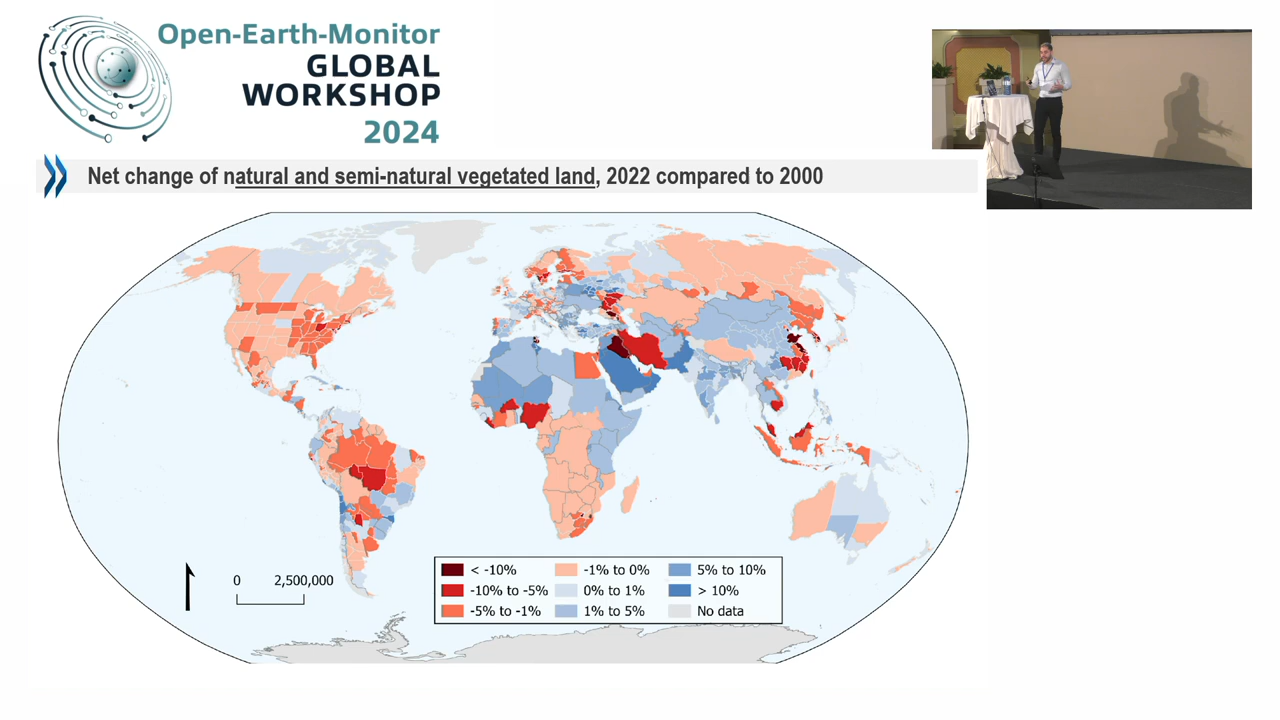 Open-Earth-Monitor
GLOBAL
WORKSHOP
2024
Net change of natural and semi-natural vegetated land, 2022 compared to 2000
0 2,500,000
< -10% -1% to 0% 5% to 10%
-10% to -5% 0% to 1% > 10%
-5% to -1% 1% to 5% No data